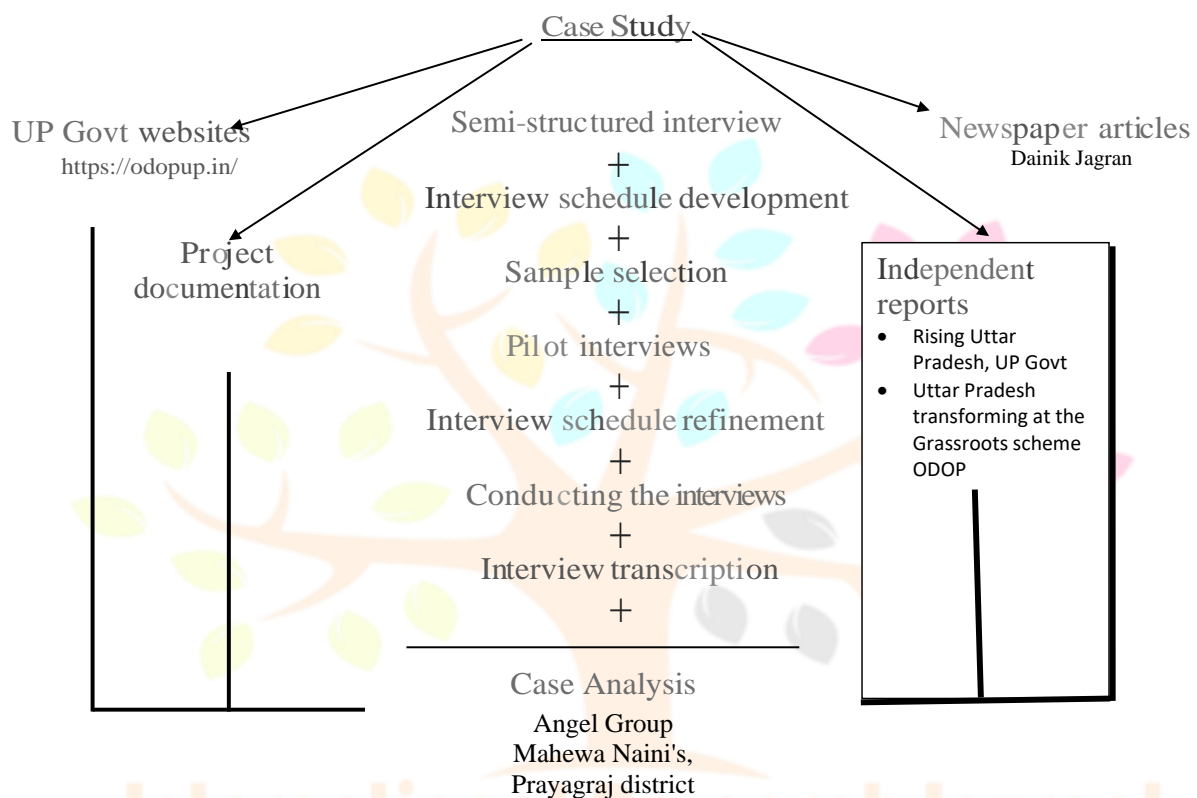 Case Study
UP Govt websites
https://odopup.in/
Project
documentation
Semi-structured interview
+
Interview schedule development
+
Sample selection
+
Pilot interviews
+
Interview schedule refinement
+
Conducting the interviews
+
Interview transcription
+
Case Analysis
Angel Group
Mahewa Naini's,
Prayagraj district
Newspaper articles
Dainik Jagran
Independent
reports
• Rising Uttar
Pradesh, UP Govt
• Uttar Pradesh
transforming at the
Grassroots scheme
ODOP